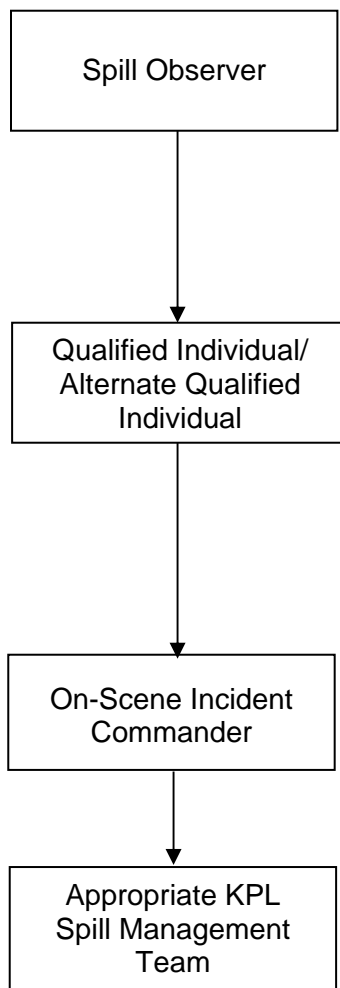 Spill Observer
Qualified Individual/
Alternate Qualified
Individual
On-Scene Incident
Commander
Appropriate KPL
Spill Management
Team